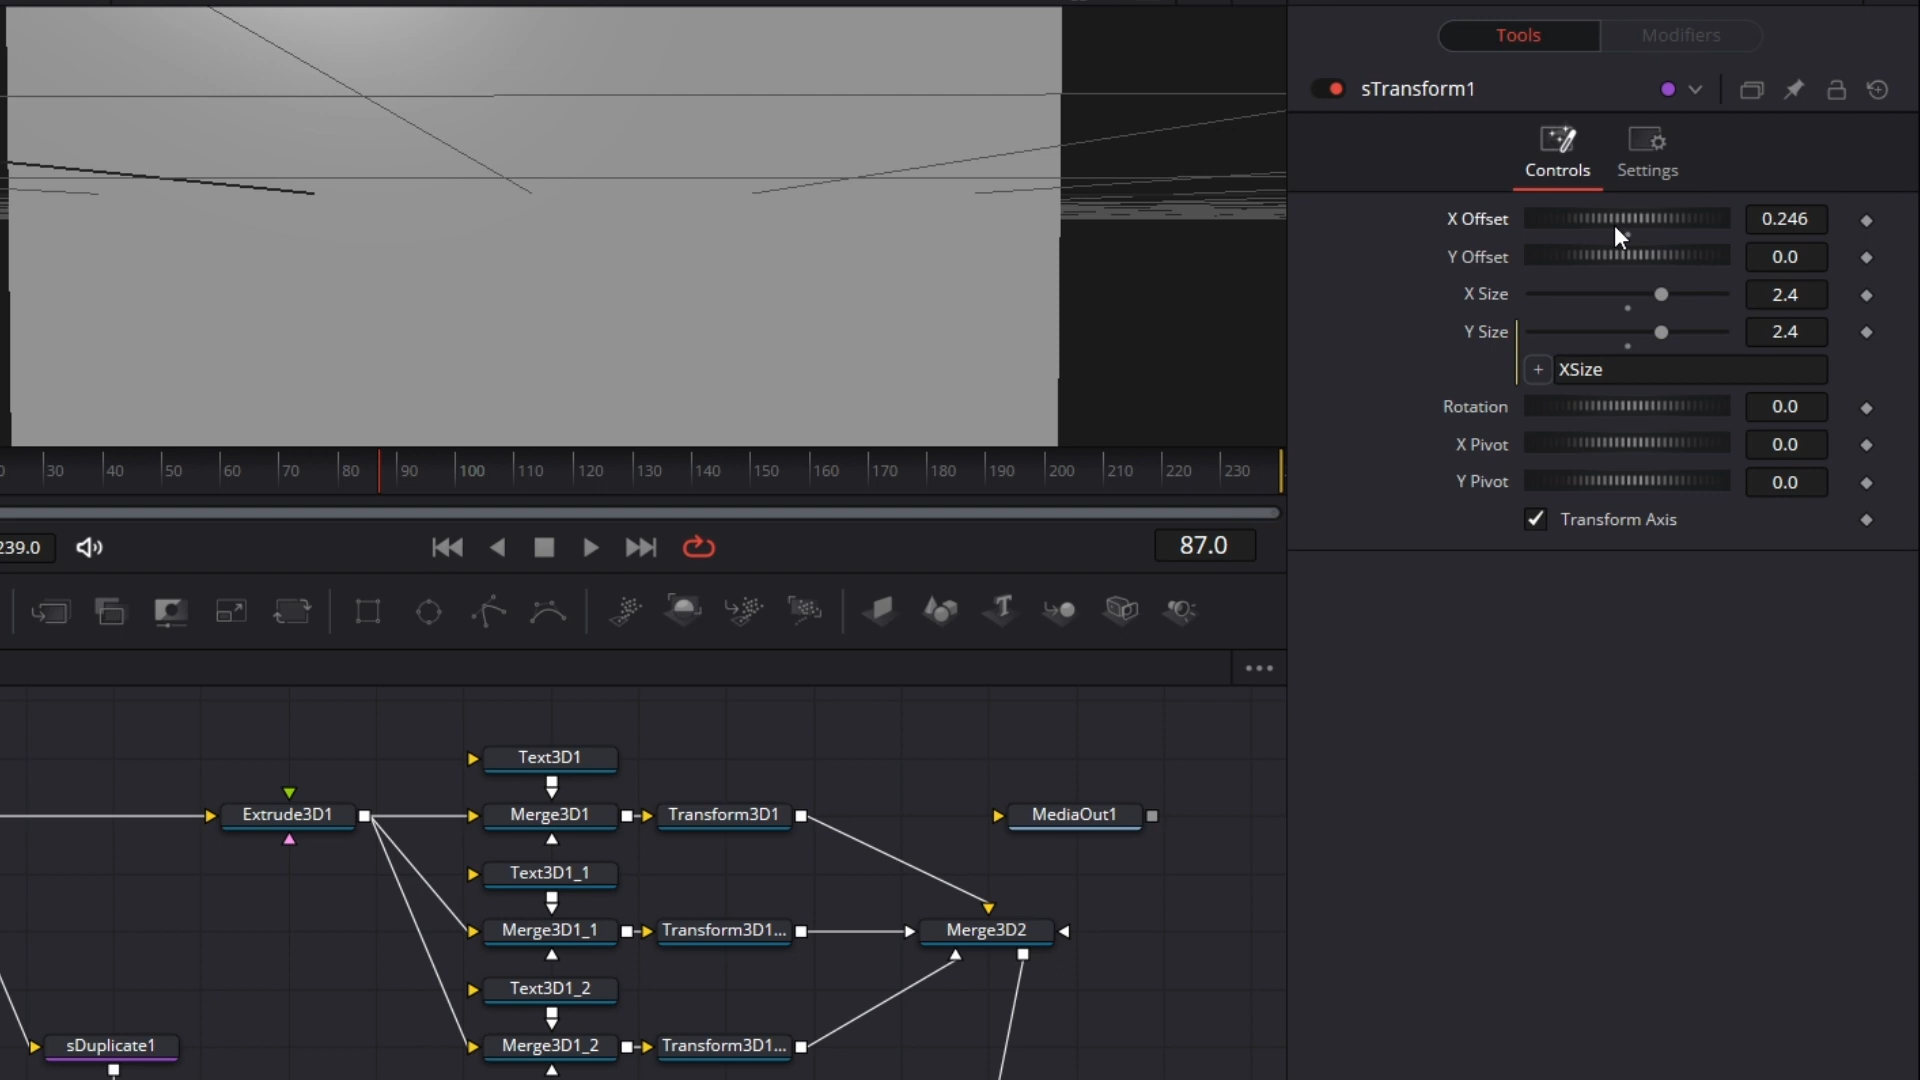 Tools Modifiers
sTransform1
Controls Settings
X Offset 0.246
Y Offset 0.0
X Size 2.4
Y Size 2.4
+ XSize
Rotation 0.0
X Pivot 0.0
Y Pivot 0.0
Transform Axis
30 40 50 60 70 80 90 100 110 120 130 140 150 160 170 180 190 200 210 220 230
239.0 87.0
Text3D1
Extrude3D1 Merge3D1 Transform3D1 MediaOut1
Text3D1_1
Merge3D1_1 Transform3D1... Merge3D2
Text3D1_2
sDuplicate1 Merge3D1_2 Transform3D1...